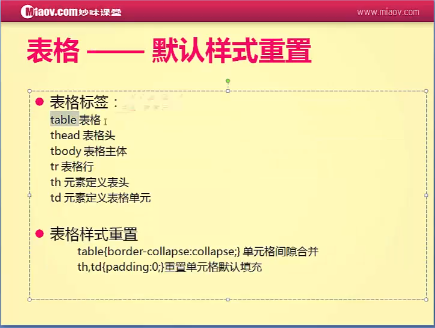 Miaov.com 妙味课堂
www.miaov.com
表格 —— 默认样式重置
表格标签：
table 表格
thead 表格头
tbody 表格主体
tr 表格行
th 元素定义表头
td 元素定义表格单元
表格样式重置
table{border-collapse:collapse;} 单元格间隙合并
th,td{padding:0;}重置单元格默认填充